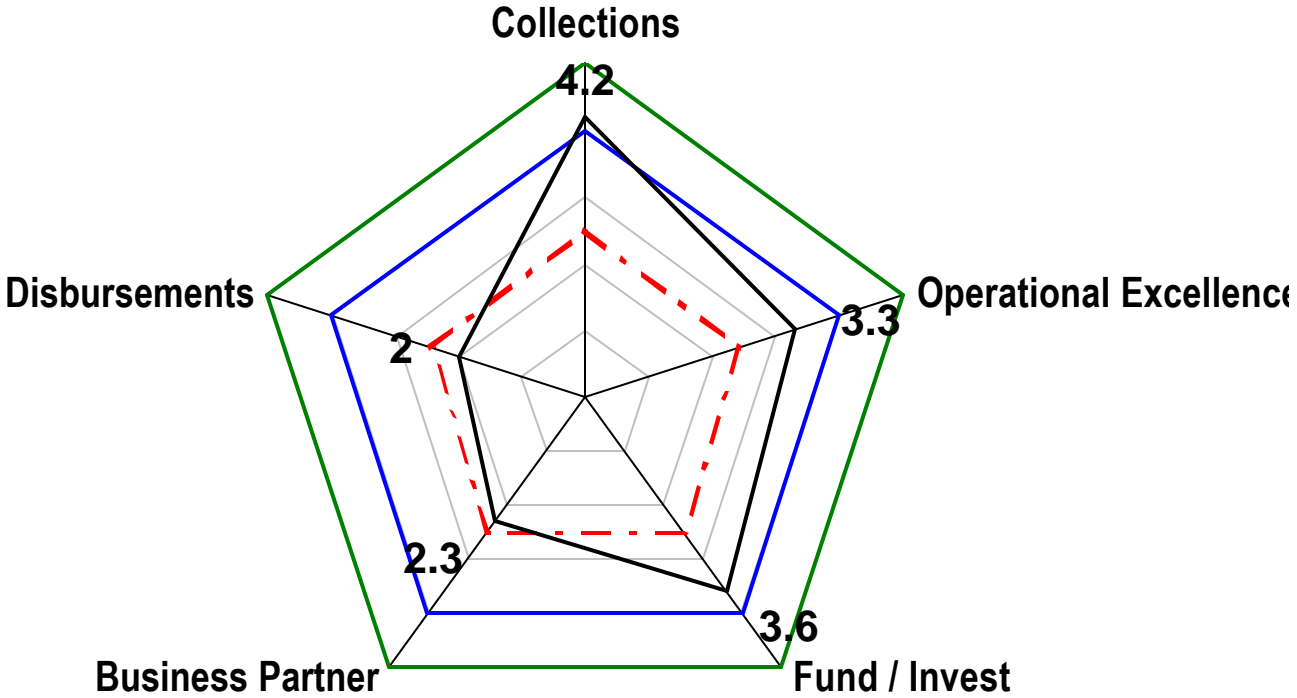 Collections
4.2
Disbursements
Operational Excellence
3.3
2
2.3
3.6
Business Partner
Fund / Invest